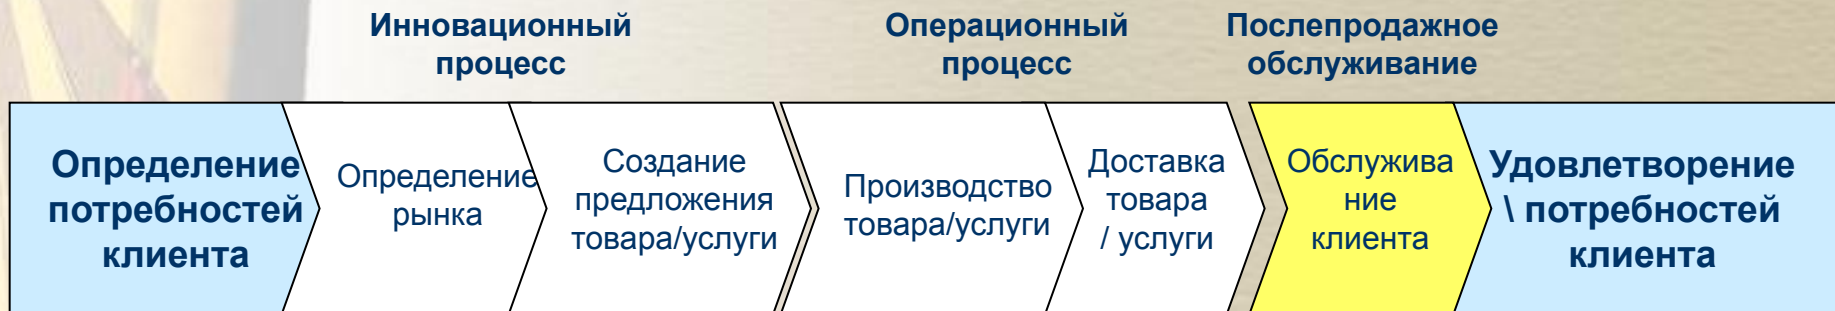 Инновационный
процесс
Операционный
процесс
Послепродажное
обслуживание
Определение
потребностей
клиента
Определение
рынка
Создание
предложения
товара/услуги
Производство
товара/услуги
Доставка
товара
/ услуги
Обслужива
ние
клиента
Удовлетворение
\ потребностей
клиента